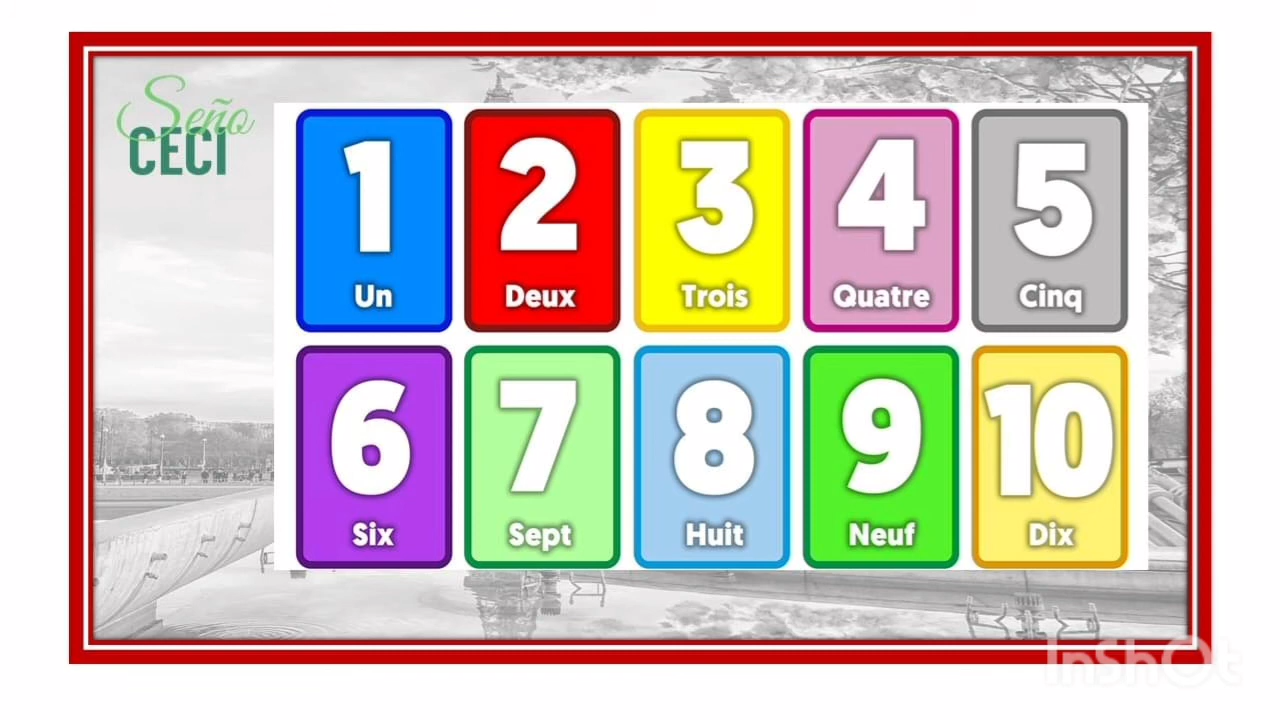 Seño
CECI
1 2 3 4 5
Un Deux Trois Quatre Cinq
6 7 8 9 10
Six Sept Huit Neuf Dix
InShOt